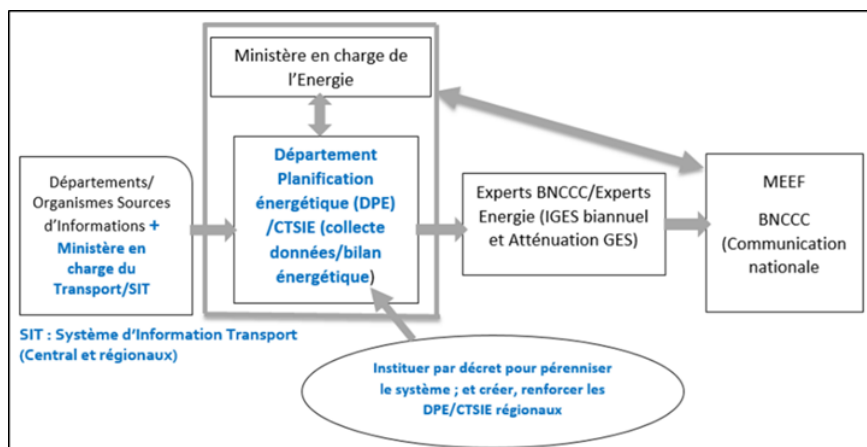 Ministère en charge de
l'Energie
Départements/
Organismes Sources
d'Informations +
Ministère en
charge du
Transport/SIT
Département
Planification
énergétique (DPE)
/CTSIE (collecte
données/bilan
énergétique)
Experts BNCCC/Experts
Energie (IGES biannuel
et Atténuation GES)
MEEF
BNCCC
(Communication
nationale
SIT : Système d'Information Transport
(Central et régionaux)
Instituer par décret pour pérenniser
le système ; et créer, renforcer les
DPE/CTSIE régionaux